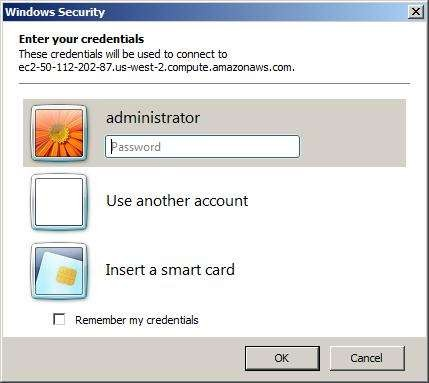 Windows Security
Enter your credentials
These credentials will be used to connect to
ec2-50-112-202-87.us-west-2.compute.amazonaws.com.
administrator
Password
Use another account
Insert a smart card
Remember my credentials
OK
Cancel